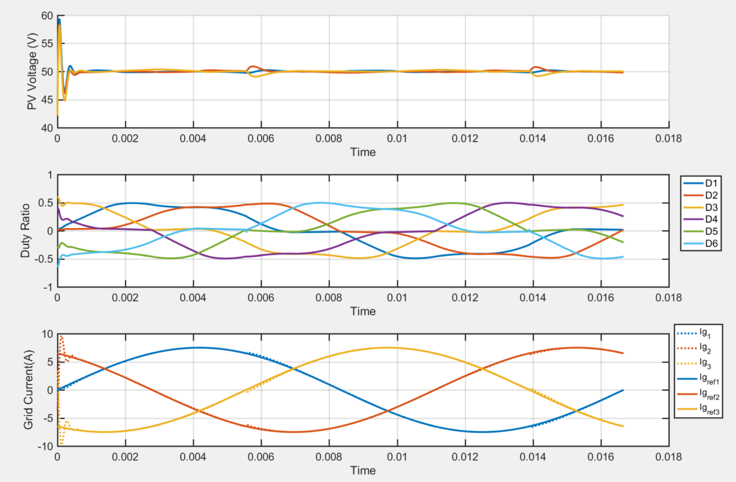 60
55
50
45
40
PV Voltage (V)
0 0.002 0.004 0.006 0.008 0.01 0.012 0.014 0.016 0.018
Time
1
0.5
0
-0.5
-1
Duty Ratio
0 0.002 0.004 0.006 0.008 0.01 0.012 0.014 0.016 0.018
Time
D1
D2
D3
D4
D5
D6
10
5
0
-5
-10
Grid Current(A)
0 0.002 0.004 0.006 0.008 0.01 0.012 0.014 0.016 0.018
Time
Ig1
Ig2
Ig3
Igref1
Igref2
Igref3